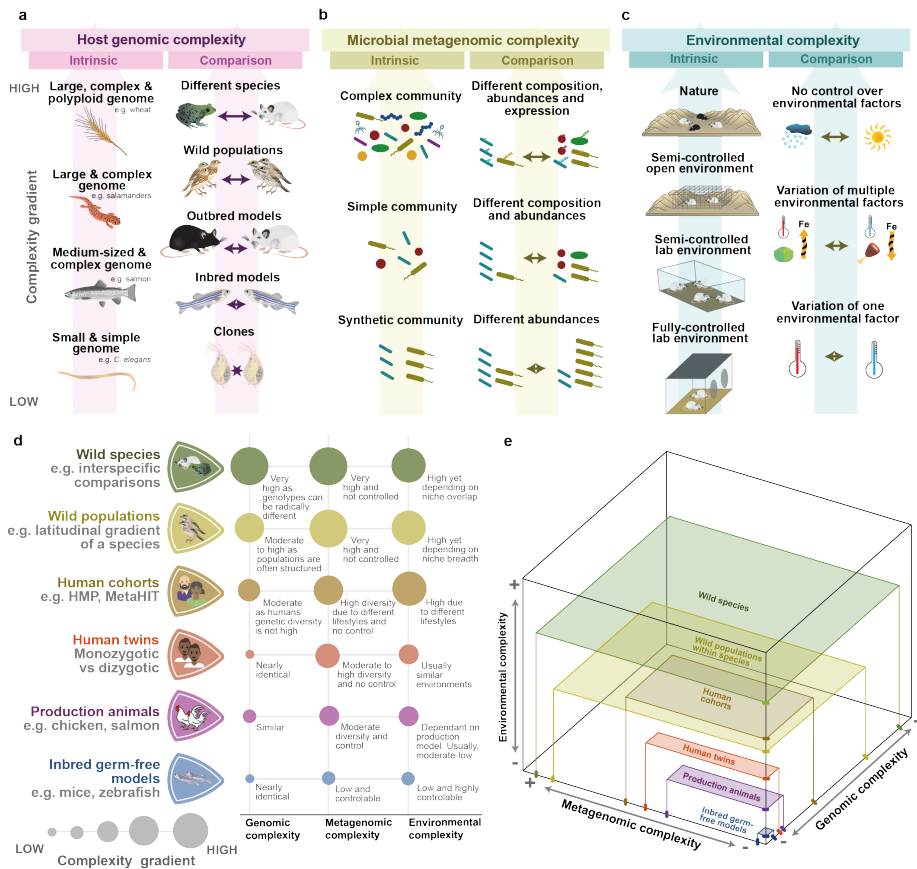 a
Host genomic complexity
Intrinsic
Comparison
HIGH
Complexity gradient
LOW
Large, complex &
polyploid genome
e.g. wheat
Large & complex
genome
e.g. salamanders
Medium-sized &
complex genome
e.g. salmon
Small & simple
genome
e.g. C. elegans
Different species
Wild populations
Outbred models
Inbred models
Clones
b
Microbial metagenomic complexity
Intrinsic
Comparison
Complex community
Simple community
Synthetic community
Different composition,
abundances and
expression
Different composition
and abundances
Different abundances
c
Environmental complexity
Intrinsic
Comparison
Nature
Semi-controlled
open environment
Semi-controlled
lab environment
Fully-controlled
lab environment
No control over
environmental factors
Variation of multiple
environmental factors
Fe
Fe
Variation of one
environmental factor
d
Wild species
e.g. interspecific
comparisons
Very
high as
genotypes can
be radically
different
Very
high and
not controlled
High yet
depending on
niche overlap
Wild populations
e.g. latitudinal gradient
of a species
Moderate
to high as
populations are
often structured
Very
high and
not controlled
High yet
depending on
niche breadth
Human cohorts
e.g. HMP, MetaHIT
Moderate
as humans'
genetic diversity
is not high
High diversity
due to different
lifestyles and
no control
High due
to different
lifestyles
Human twins
Monozygotic
vs dizygotic
Nearly
identical
Moderate to
high diversity
and no control
Usually
similar
environments
Production animals
e.g. chicken, salmon
Similar
Moderate
diversity and
control
Dependant on
production
model. Usually,
moderate-low
Inbred germ-free
models
e.g. mice, zebrafish
Nearly
identical
Low and
controlable
Low and highly
controlable
Genomic
complexity
Metagenomic
complexity
Environmental
complexity
LOW
HIGH
Complexity gradient
e
+
Environmental complexity
-
+
Metagenomic complexity
-
-
Genomic complexity
-
Wild species
Wild populations
within species
Human
cohorts
Human twins
Production animals
Inbred germ-
free models